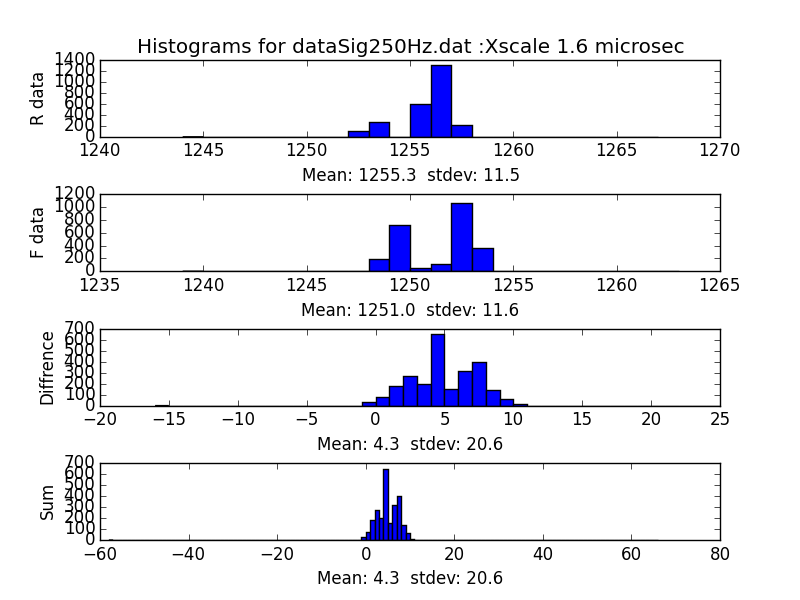 Histograms for dataSig250Hz.dat :Xscale 1.6 microsec
R data
1400
1200
1000
800
600
400
200
0
1240 1245 1250 1255 1260 1265 1270
Mean: 1255.3 stdev: 11.5
F data
1200
1000
800
600
400
200
0
1235 1240 1245 1250 1255 1260 1265
Mean: 1251.0 stdev: 11.6
Diffrence
700
600
500
400
300
200
100
0
−20 −15 −10 −5 0 5 10 15 20 25
Mean: 4.3 stdev: 20.6
Sum
700
600
500
400
300
200
100
0
−60 −40 −20 0 20 40 60 80
Mean: 4.3 stdev: 20.6